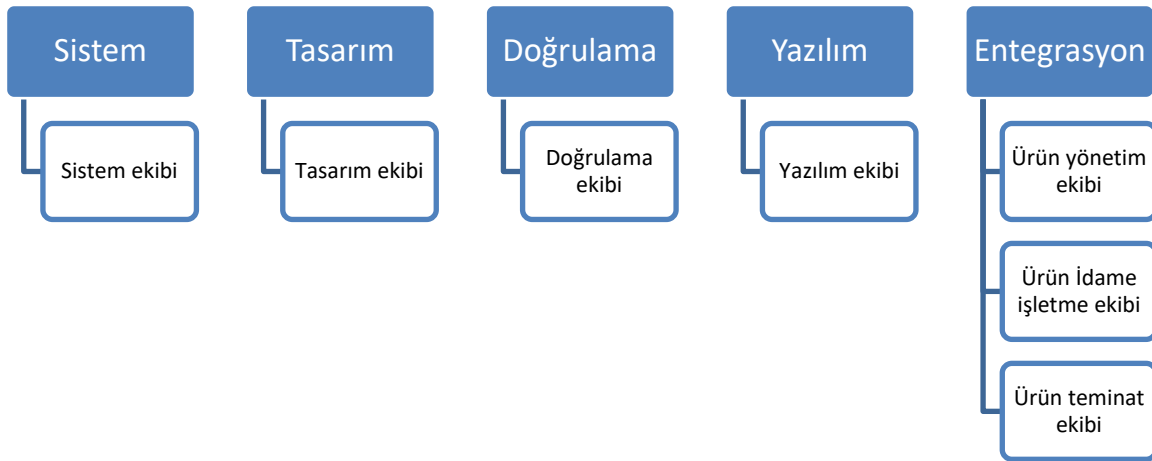 Sistem
Sistem ekibi
Tasarım
Tasarım ekibi
Doğrulama
Doğrulama
ekibi
Yazılım
Yazılım ekibi
Entegrasyon
Ürün yönetim
ekibi
Ürün İdame
işletme ekibi
Ürün teminat
ekibi